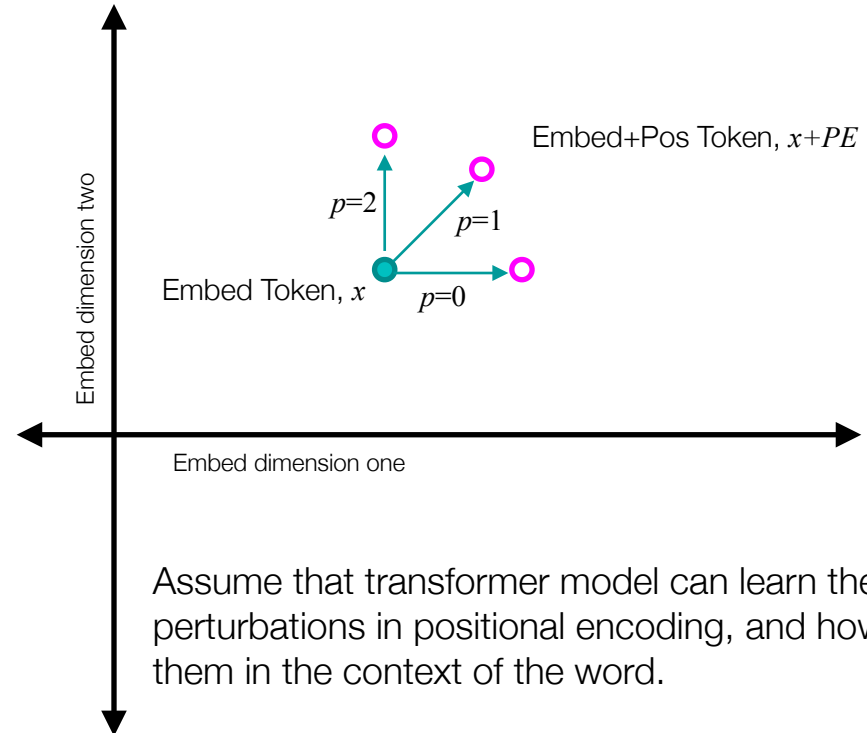 Embed+Pos Token, x+PE
p=2
p=1
Embed Token, x
p=0
Embed dimension two
Embed dimension one
Assume that transformer model can learn the
perturbations in positional encoding, and how
them in the context of the word.